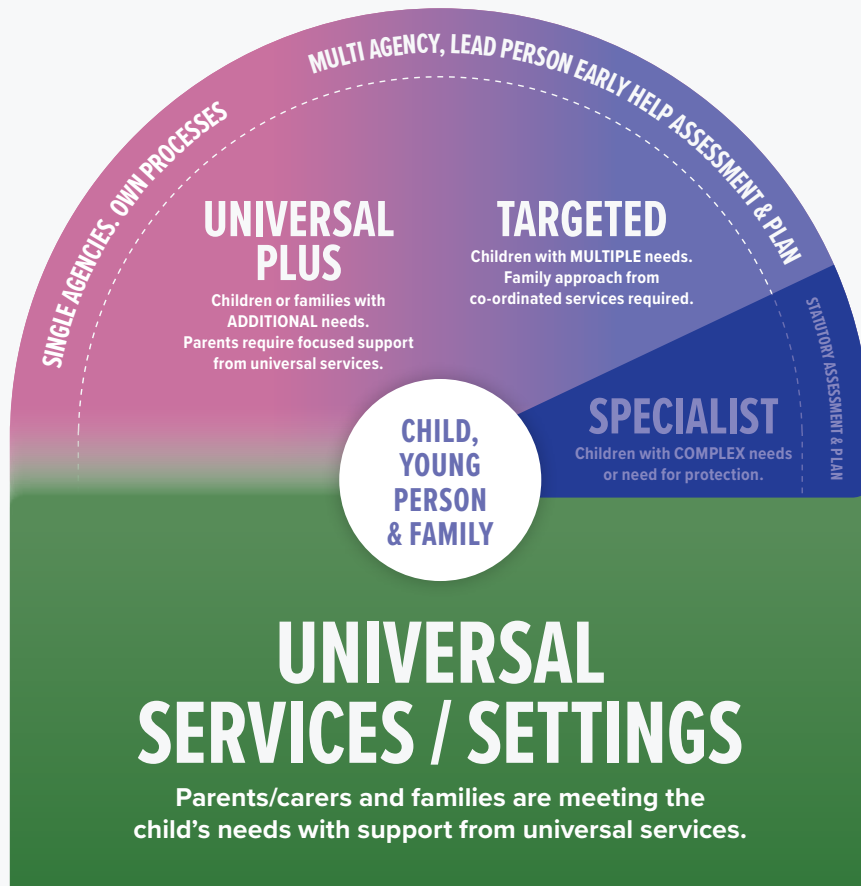 SINGLE AGENCIES. OWN PROCESSES
MULTI AGENCY, LEAD PERSON EARLY HELP ASSESSMENT & PLAN
STATUTORY ASSESSMENT & PLAN
UNIVERSAL
PLUS
Children or families with
ADDITIONAL needs.
Parents require focused support
from universal services.
TARGETED
Children with MULTIPLE needs.
Family approach from
co-ordinated services required.
SPECIALIST
Children with COMPLEX needs
or need for protection.
CHILD,
YOUNG
PERSON
& FAMILY
UNIVERSAL
SERVICES / SETTINGS
Parents/carers and families are meeting the
child’s needs with support from universal services.